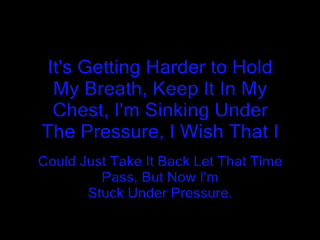 It's Getting Harder to Hold
My Breath, Keep It In My
Chest, I'm Sinking Under
The Pressure, I Wish That I
Could Just Take It Back Let That Time
Pass, But Now I'm
Stuck Under Pressure.